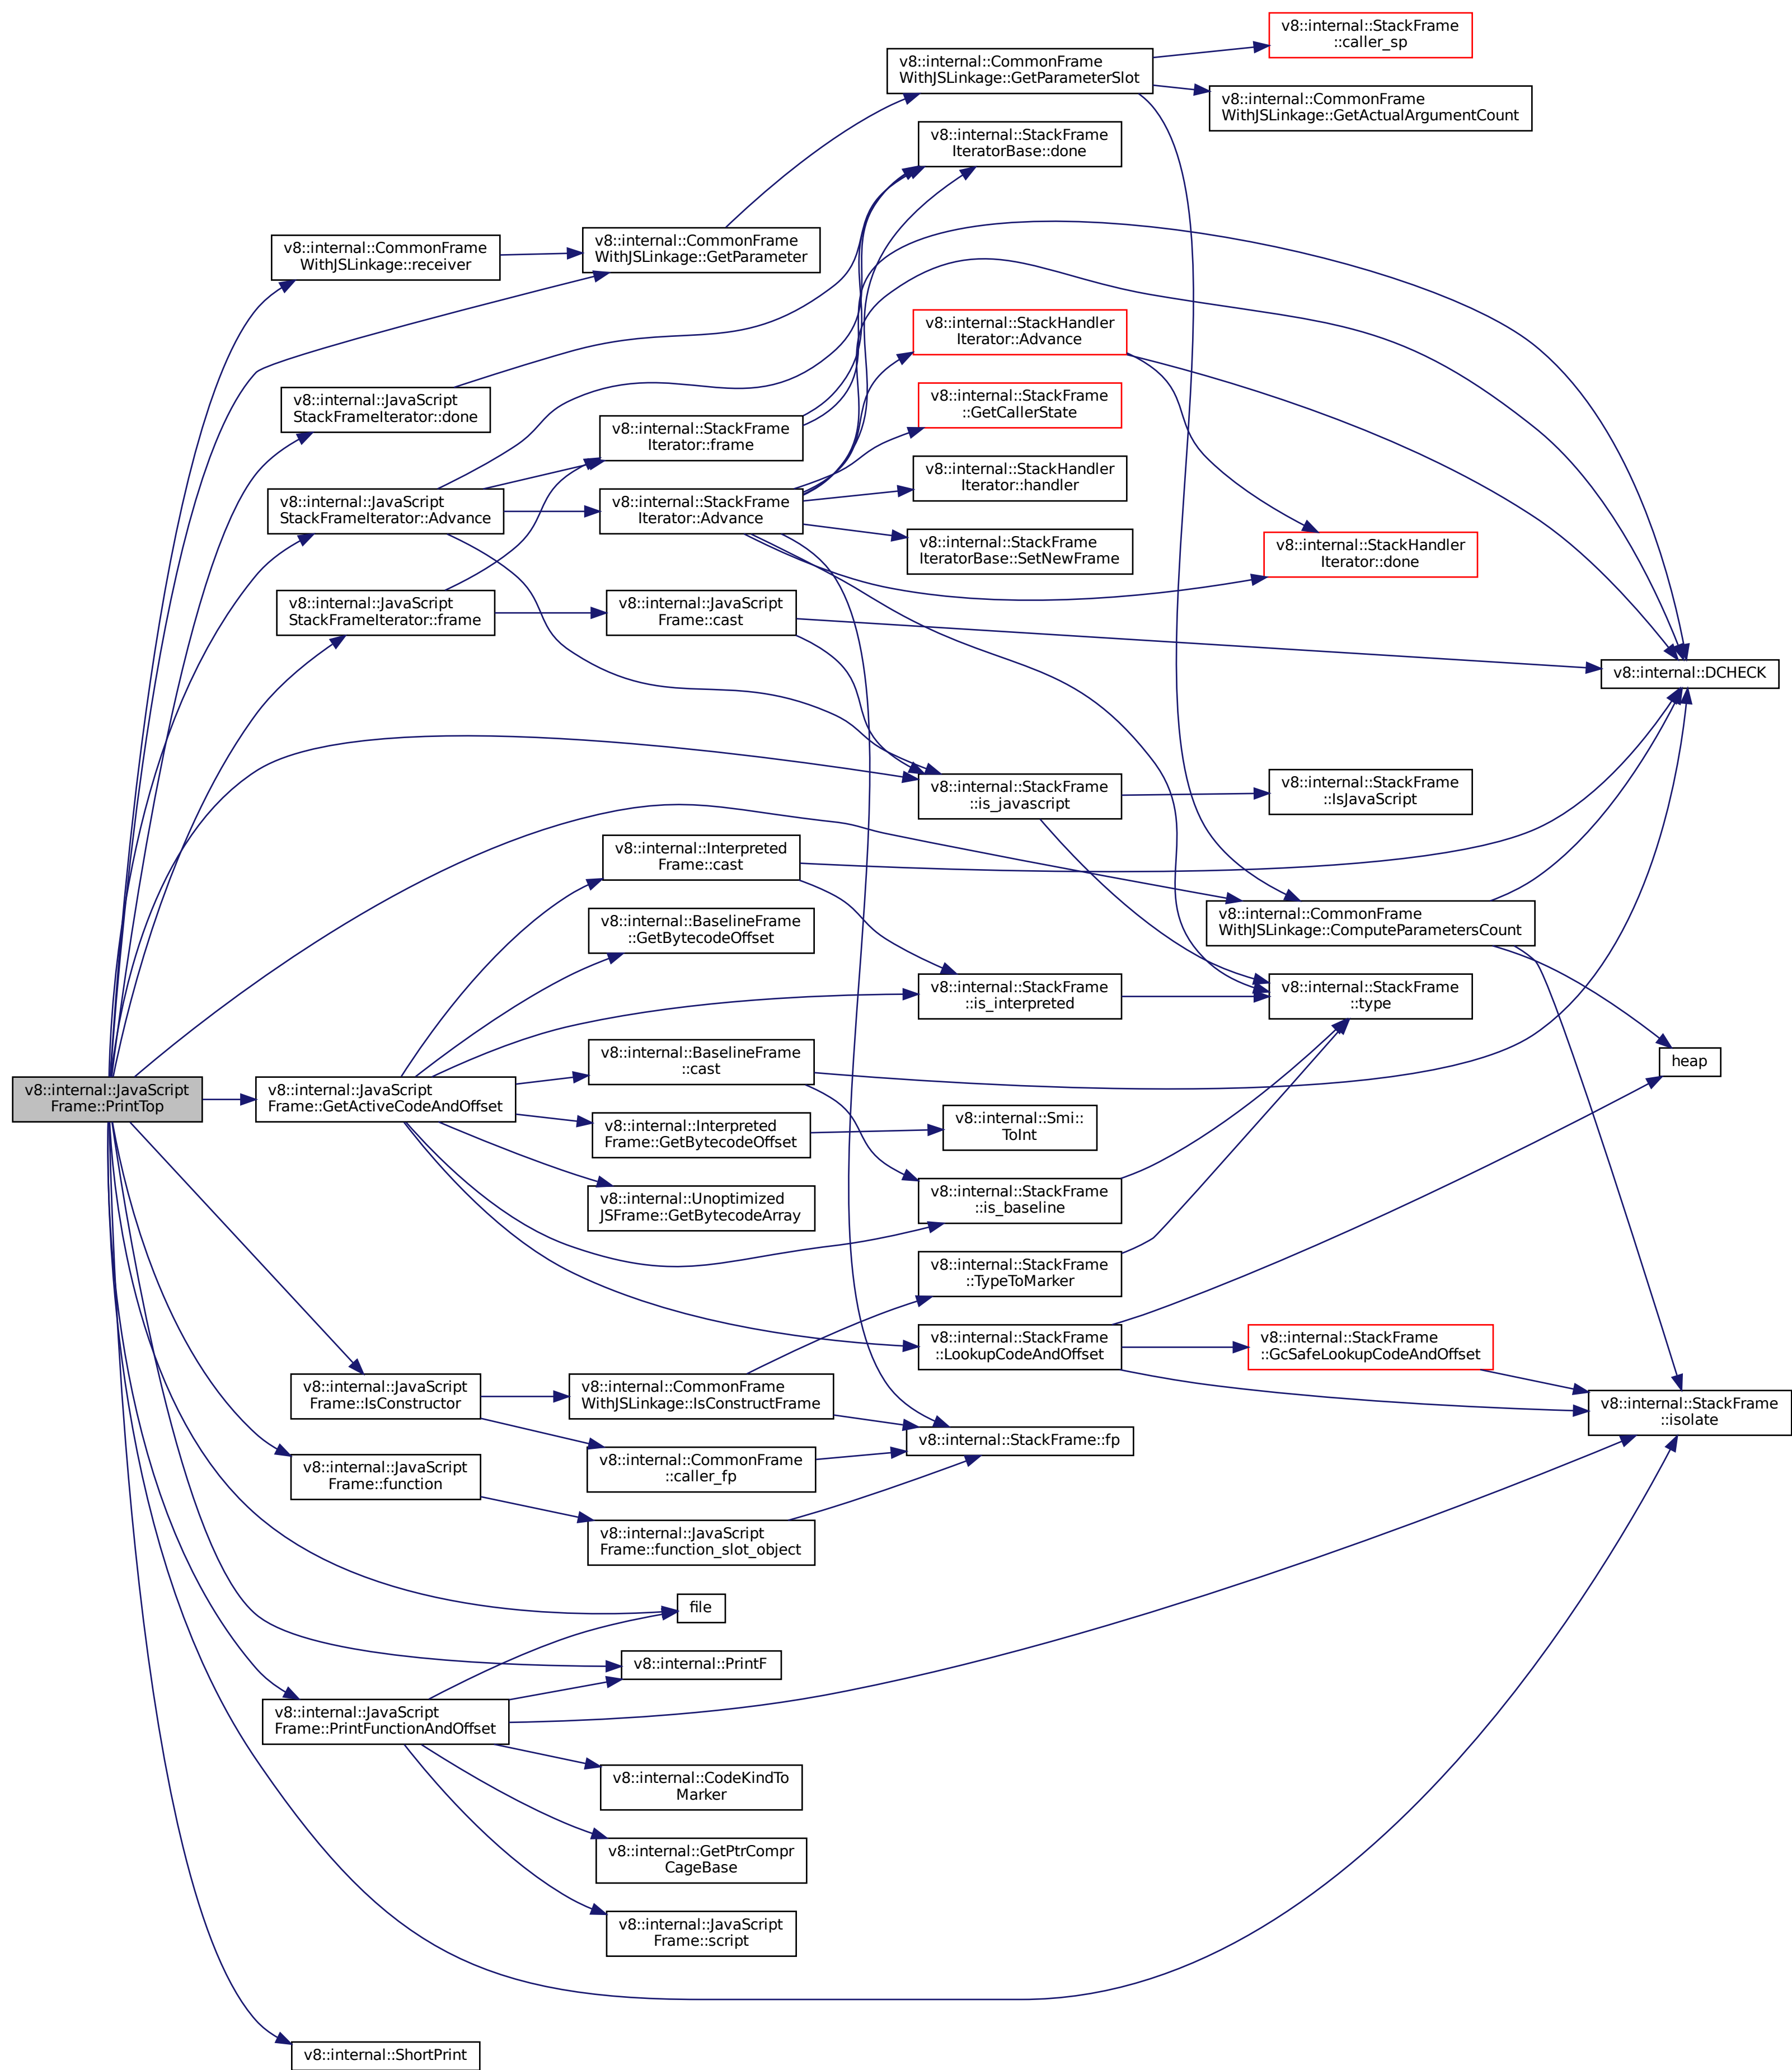 v8::internal::StackFrame
::caller_sp
v8::internal::CommonFrame
WithJSLinkage::GetParameterSlot
v8::internal::CommonFrame
WithJSLinkage::GetActualArgumentCount
v8::internal::StackFrame
IteratorBase::done
v8::internal::CommonFrame
WithJSLinkage::receiver
v8::internal::CommonFrame
WithJSLinkage::GetParameter
v8::internal::StackHandler
Iterator::Advance
v8::internal::JavaScript
StackFrameIterator::done
v8::internal::StackFrame
::GetCallerState
v8::internal::StackFrame
Iterator::frame
v8::internal::StackHandler
Iterator::handler
v8::internal::JavaScript
StackFrameIterator::Advance
v8::internal::StackFrame
Iterator::Advance
v8::internal::StackFrame
IteratorBase::SetNewFrame
v8::internal::StackHandler
Iterator::done
v8::internal::JavaScript
StackFrameIterator::frame
v8::internal::JavaScript
Frame::cast
v8::internal::DCHECK
v8::internal::StackFrame
::is_javascript
v8::internal::StackFrame
::IsJavaScript
v8::internal::Interpreted
Frame::cast
v8::internal::CommonFrame
WithJSLinkage::ComputeParametersCount
v8::internal::BaselineFrame
::GetBytecodeOffset
v8::internal::StackFrame
::is_interpreted
v8::internal::StackFrame
::type
v8::internal::BaselineFrame
::cast
heap
v8::internal::JavaScript
Frame::PrintTop
v8::internal::JavaScript
Frame::GetActiveCodeAndOffset
v8::internal::Interpreted
Frame::GetBytecodeOffset
v8::internal::Smi::
ToInt
v8::internal::Unoptimized
JSFrame::GetBytecodeArray
v8::internal::StackFrame
::is_baseline
v8::internal::StackFrame
::TypeToMarker
v8::internal::StackFrame
::LookupCodeAndOffset
v8::internal::StackFrame
::GcSafeLookupCodeAndOffset
v8::internal::JavaScript
Frame::IsConstructor
v8::internal::CommonFrame
WithJSLinkage::IsConstructFrame
v8::internal::StackFrame
::isolate
v8::internal::StackFrame::fp
v8::internal::JavaScript
Frame::function
v8::internal::CommonFrame
::caller_fp
v8::internal::JavaScript
Frame::function_slot_object
file
v8::internal::PrintF
v8::internal::JavaScript
Frame::PrintFunctionAndOffset
v8::internal::CodeKindTo
Marker
v8::internal::GetPtrCompr
CageBase
v8::internal::JavaScript
Frame::script
v8::internal::ShortPrint